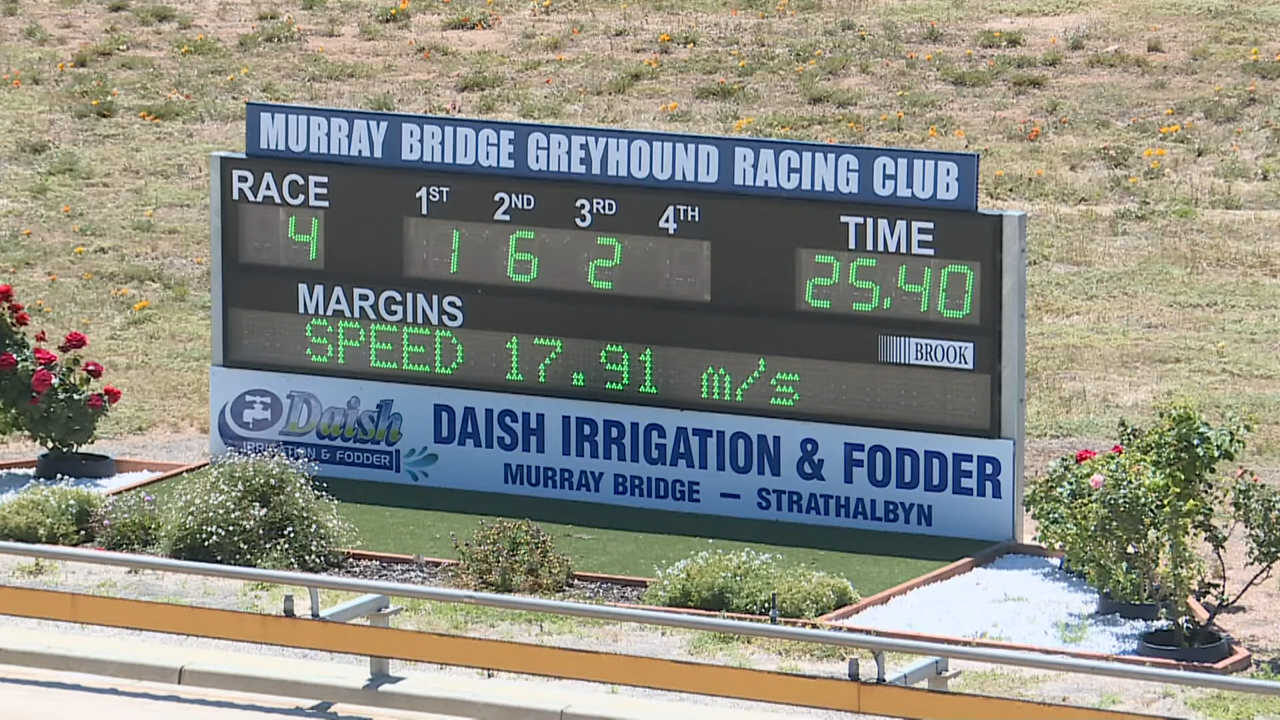 MURRAY BRIDGE GREYHOUND RACING CLUB
RACE 1ST 2ND 3RD 4TH TIME
4 1 6 2 25.40
MARGINS
SPEED 17.91 m/s
BROOK
Daish
IRRIGATION & FODDER
DAISH IRRIGATION & FODDER
MURRAY BRIDGE – STRATHALBYN